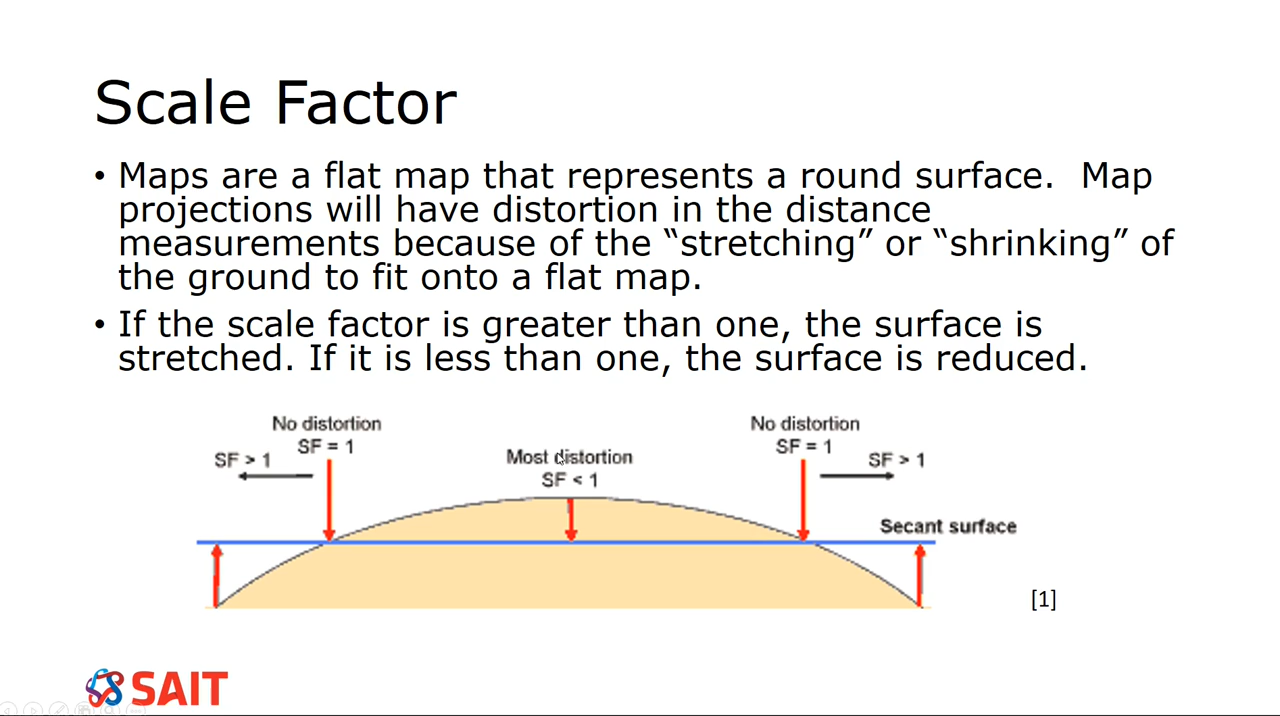 Scale Factor
• Maps are a flat map that represents a round surface.  Map
projections will have distortion in the distance
measurements because of the “stretching” or “shrinking” of
the ground to fit onto a flat map.
• If the scale factor is greater than one, the surface is
stretched. If it is less than one, the surface is reduced.
No distortion
SF = 1
SF > 1
Most distortion
SF < 1
No distortion
SF = 1
SF > 1
Secant surface
[1]
SAIT